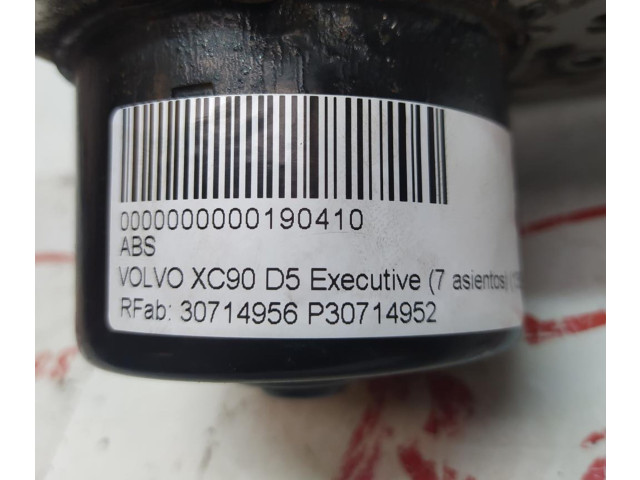 0000000000190410
ABS
VOLVO XC90 D5 Executive (7 asientos)
RFab: 30714956 P30714952